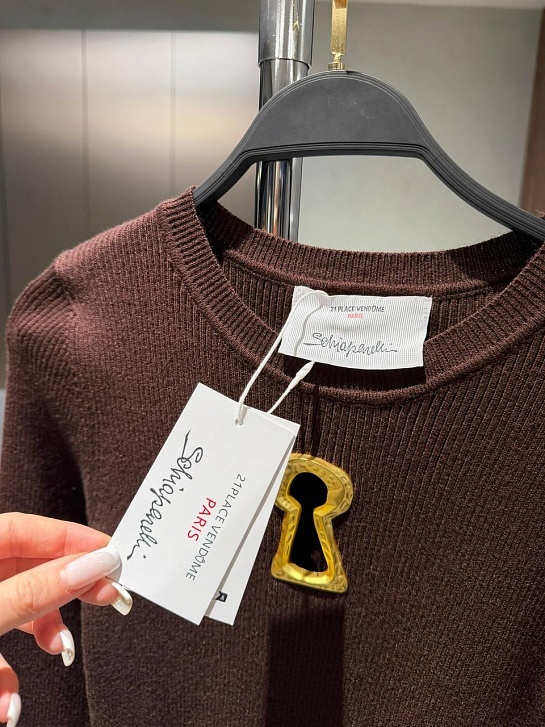 21 PLACE VENDÔME
PARIS
Schiaparelli
Schiaparelli
21 PLACE VENDÔME
PARIS